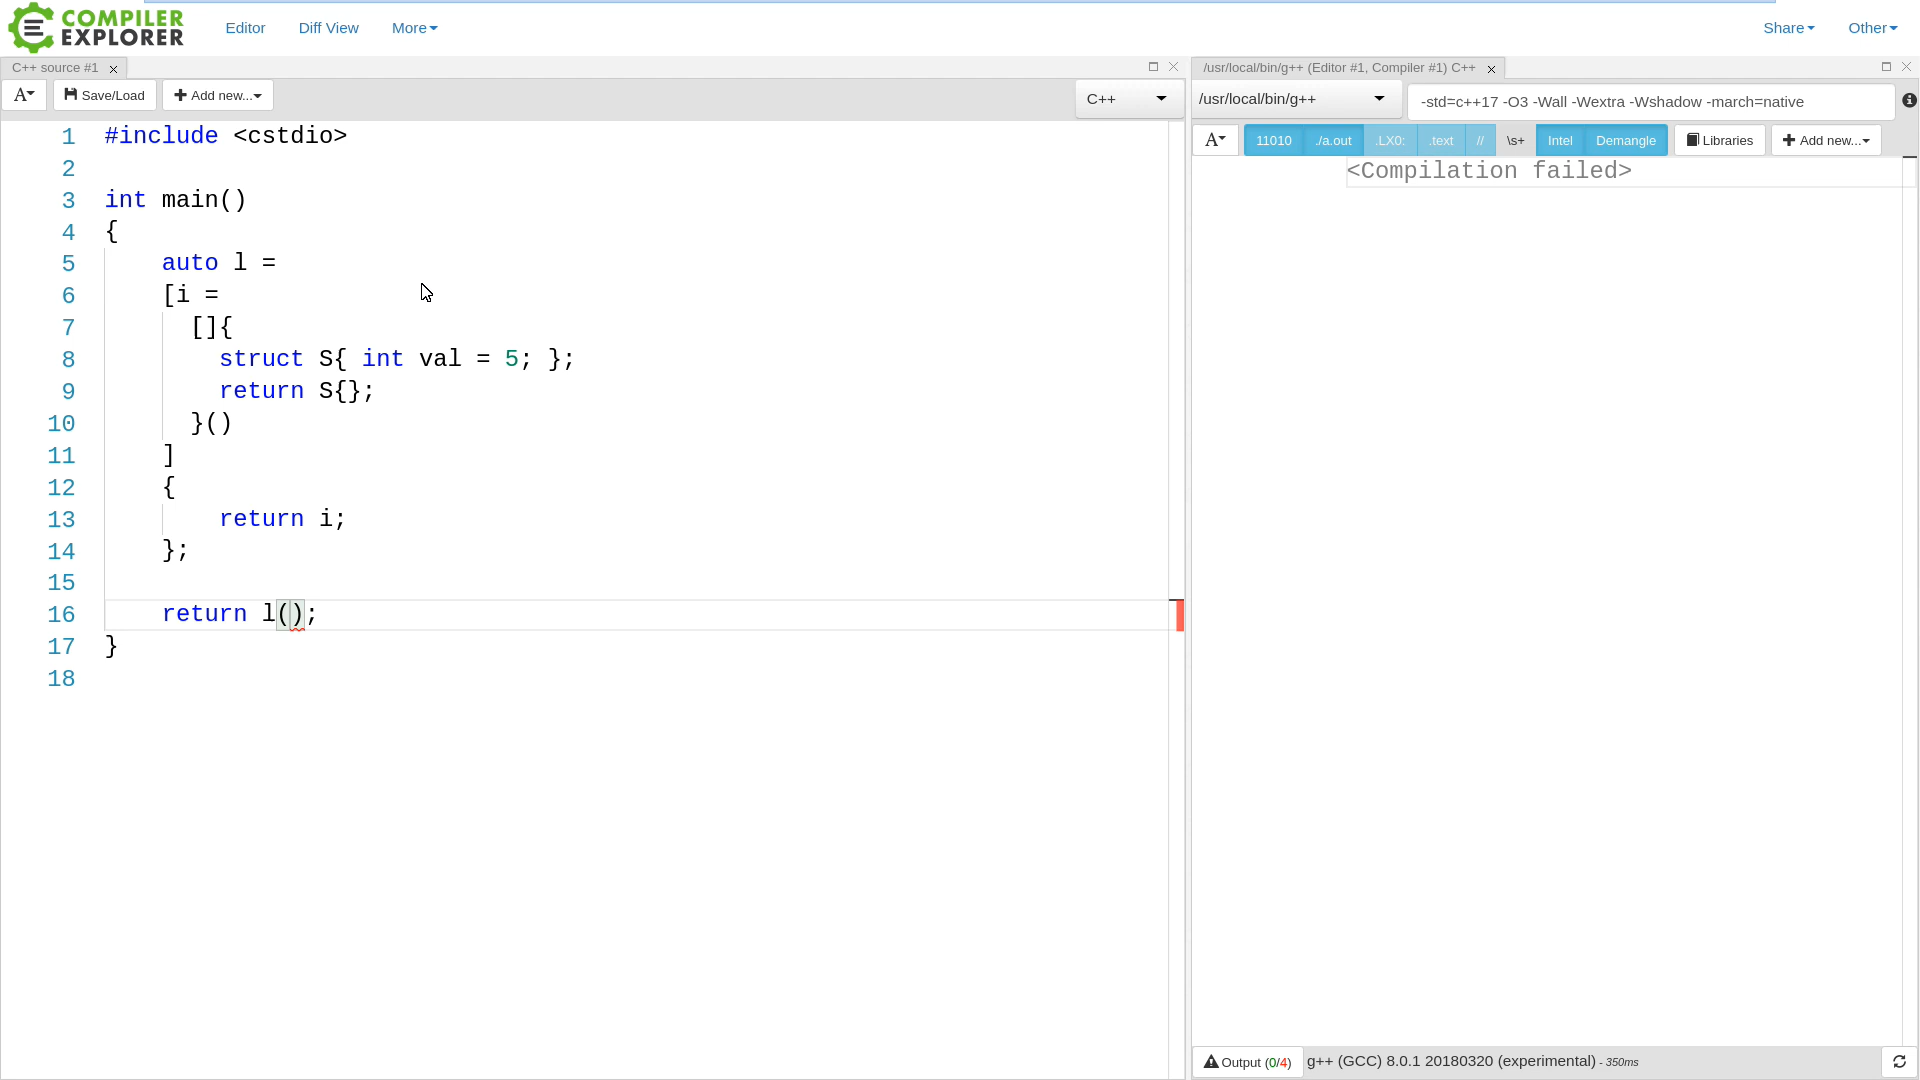 COMPILER
EXPLORER
Editor
Diff View
More
Share
Other
C++ source #1
A
Save/Load
Add new...
C++
1 #include <cstdio>
2
3 int main()
4 {
5     auto l =
6     [i =
7       []{
8         struct S{ int val = 5; };
9         return S{};
10       }()
11     ]
12     {
13         return i;
14     };
15
16     return l();
17 }
18
/usr/local/bin/g++ (Editor #1, Compiler #1) C++
/usr/local/bin/g++
-std=c++17 -O3 -Wall -Wextra -Wshadow -march=native
A
11010
./a.out
.LX0:
.text
//
\s+
Intel
Demangle
Libraries
Add new...
<Compilation failed>
Output (0/4)
g++ (GCC) 8.0.1 20180320 (experimental) - 350ms